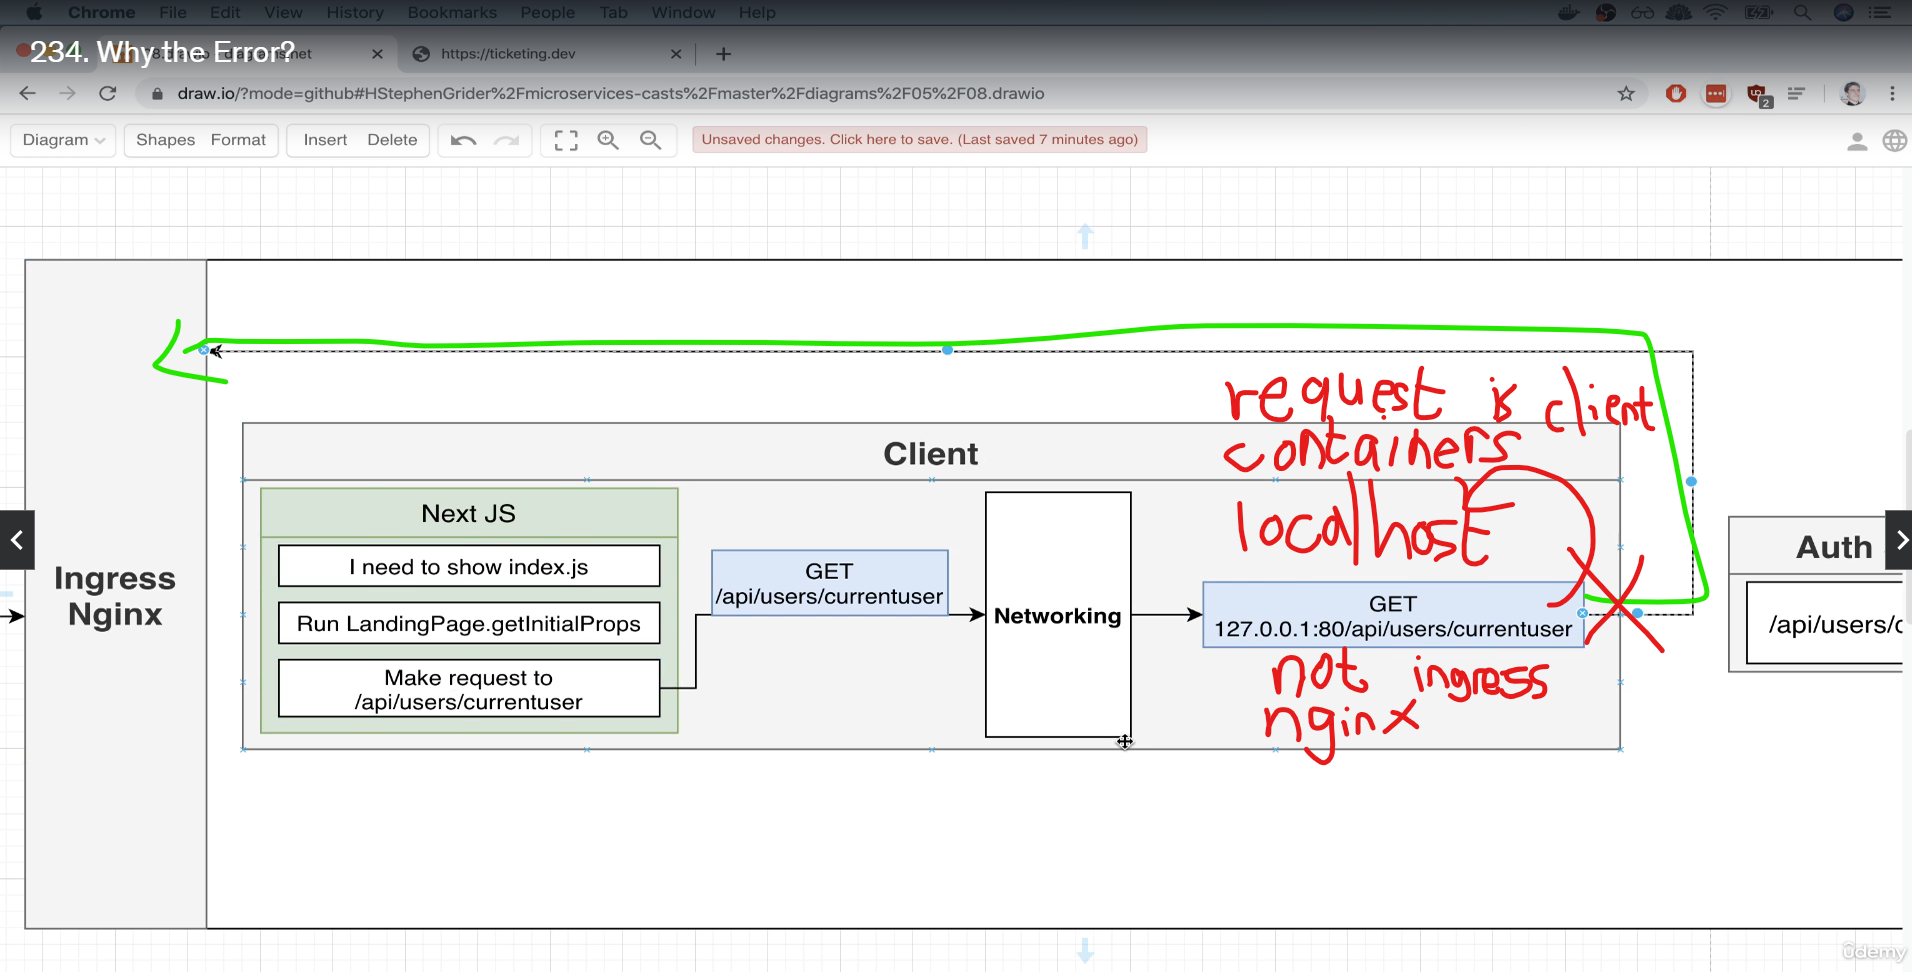 Chrome File Edit View History Bookmarks People Tab Window Help
234. Why the Error?
https://ticketing.dev
draw.io/?mode=github#HStephenGrider%2Fmicroservices-casts%2Fmaster%2Fdiagrams%2F05%2F08.drawio
2
Diagram Shapes Format Insert Delete Unsaved changes. Click here to save. (Last saved 7 minutes ago)
request is client
containers
localhost
Client
Next JS
I need to show index.js
Run LandingPage.getInitialProps
Make request to
/api/users/currentuser
GET
/api/users/currentuser
Networking
GET
127.0.0.1:80/api/users/currentuser
not ingress
nginx
Ingress
Nginx
Auth
/api/users/c
ûdemy